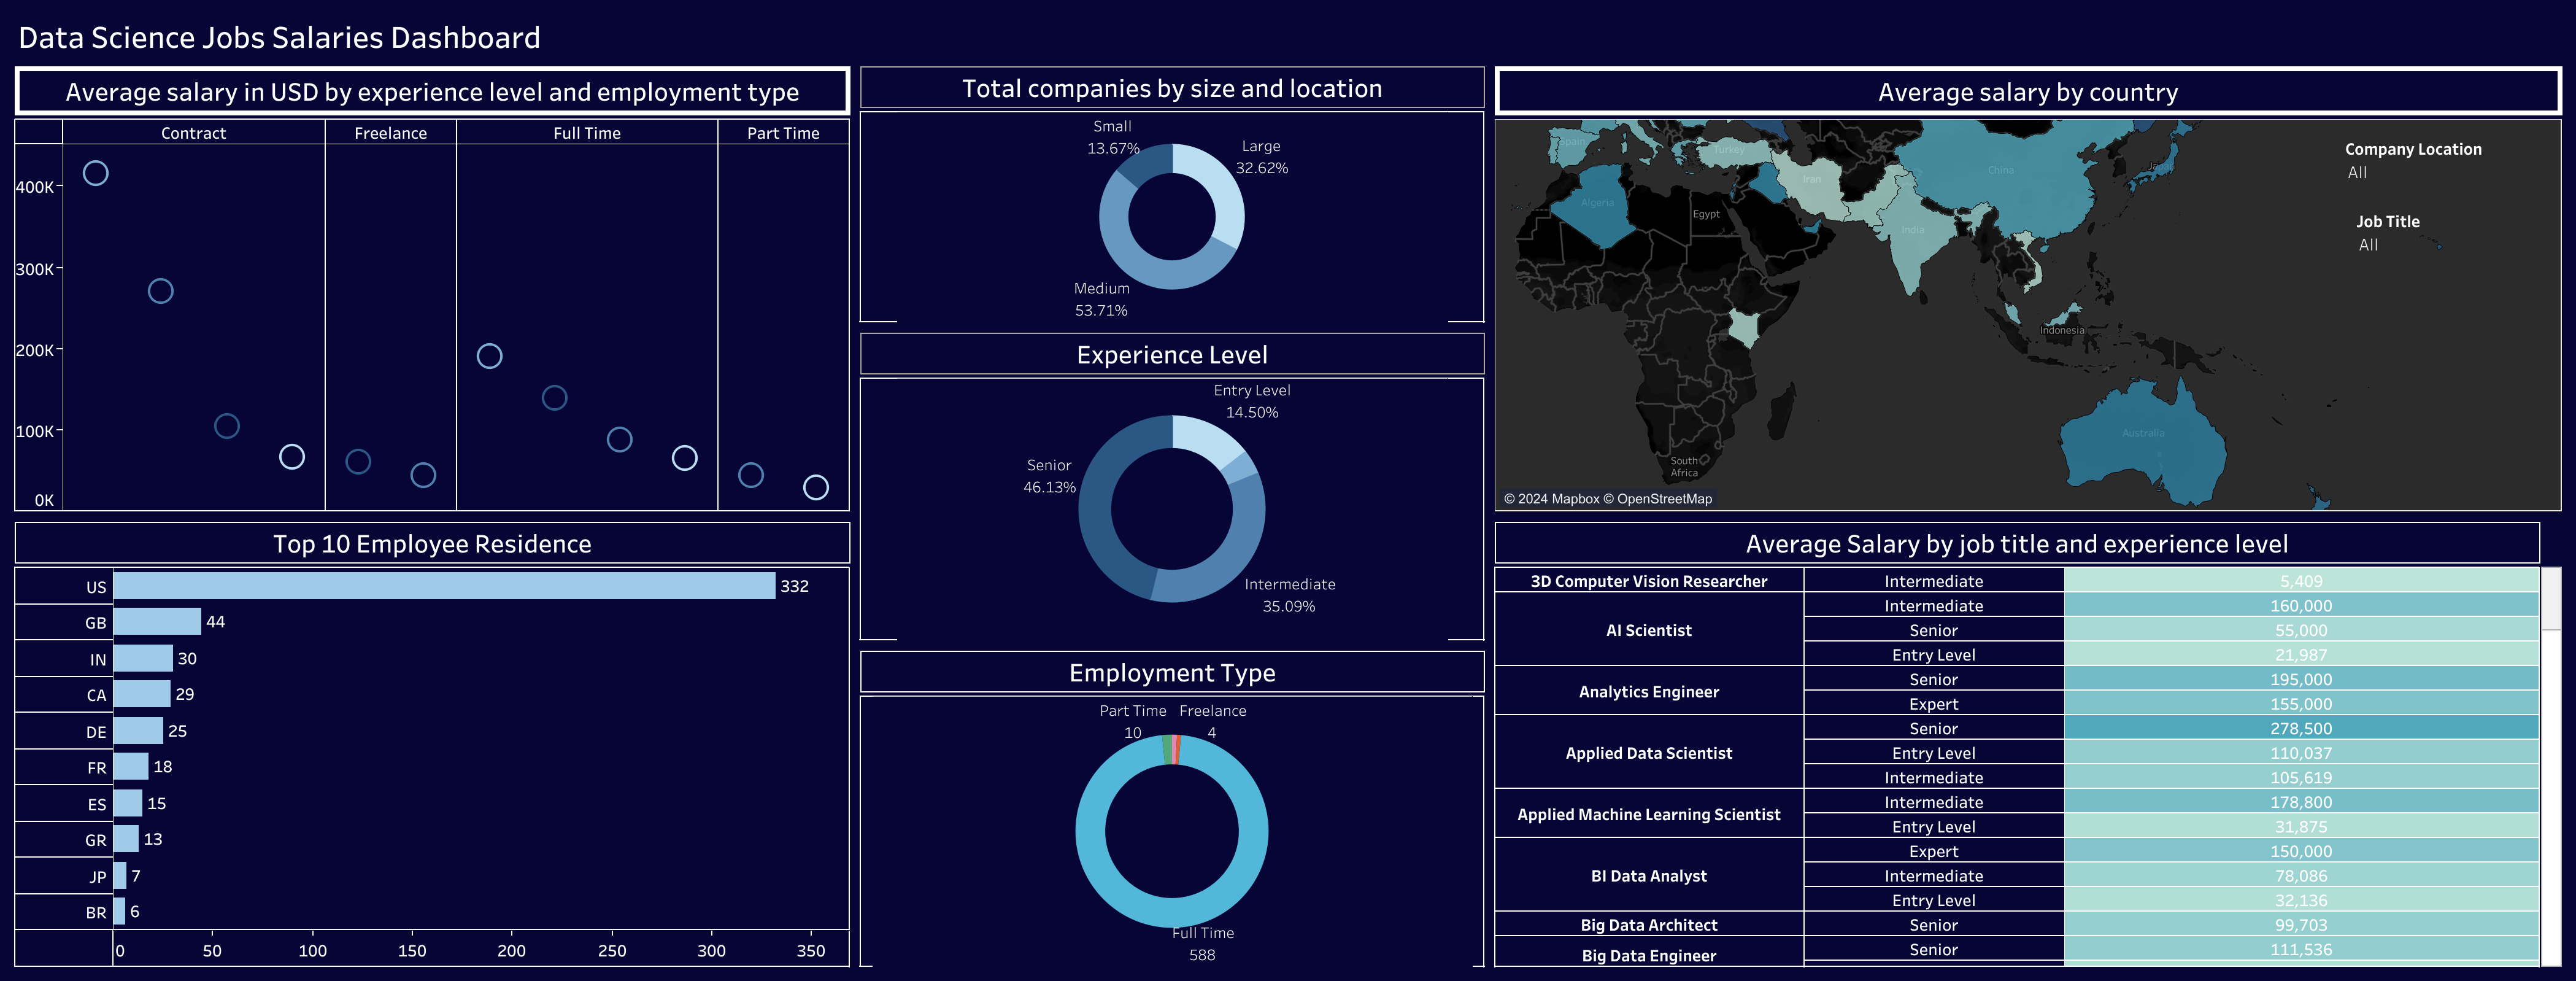 Data Science Jobs Salaries Dashboard
Average salary in USD by experience level and employment type
Contract
Freelance
Full Time
Part Time
400K
300K
200K
100K
0K
Top 10 Employee Residence
US 332
GB 44
IN 30
CA 29
DE 25
FR 18
ES 15
GR 13
JP 7
BR 6
0 50 100 150 200 250 300 350
Total companies by size and location
Small
13.67%
Large
32.62%
Medium
53.71%
Experience Level
Entry Level
14.50%
Senior
46.13%
Intermediate
35.09%
Employment Type
Part Time
10
Freelance
4
Full Time
588
Average salary by country
Spain
Turkey
Iran
China
Japan
Algeria
Egypt
India
Indonesia
South
Africa
Australia
Company Location
All
Job Title
All
© 2024 Mapbox © OpenStreetMap
Average Salary by job title and experience level
3D Computer Vision Researcher Intermediate 5,409
AI Scientist Intermediate 160,000
Senior 55,000
Entry Level 21,987
Analytics Engineer Senior 195,000
Expert 155,000
Applied Data Scientist Senior 278,500
Entry Level 110,037
Intermediate 105,619
Applied Machine Learning Scientist Intermediate 178,800
Entry Level 31,875
BI Data Analyst Expert 150,000
Intermediate 78,086
Entry Level 32,136
Big Data Architect Senior 99,703
Big Data Engineer Senior 111,536